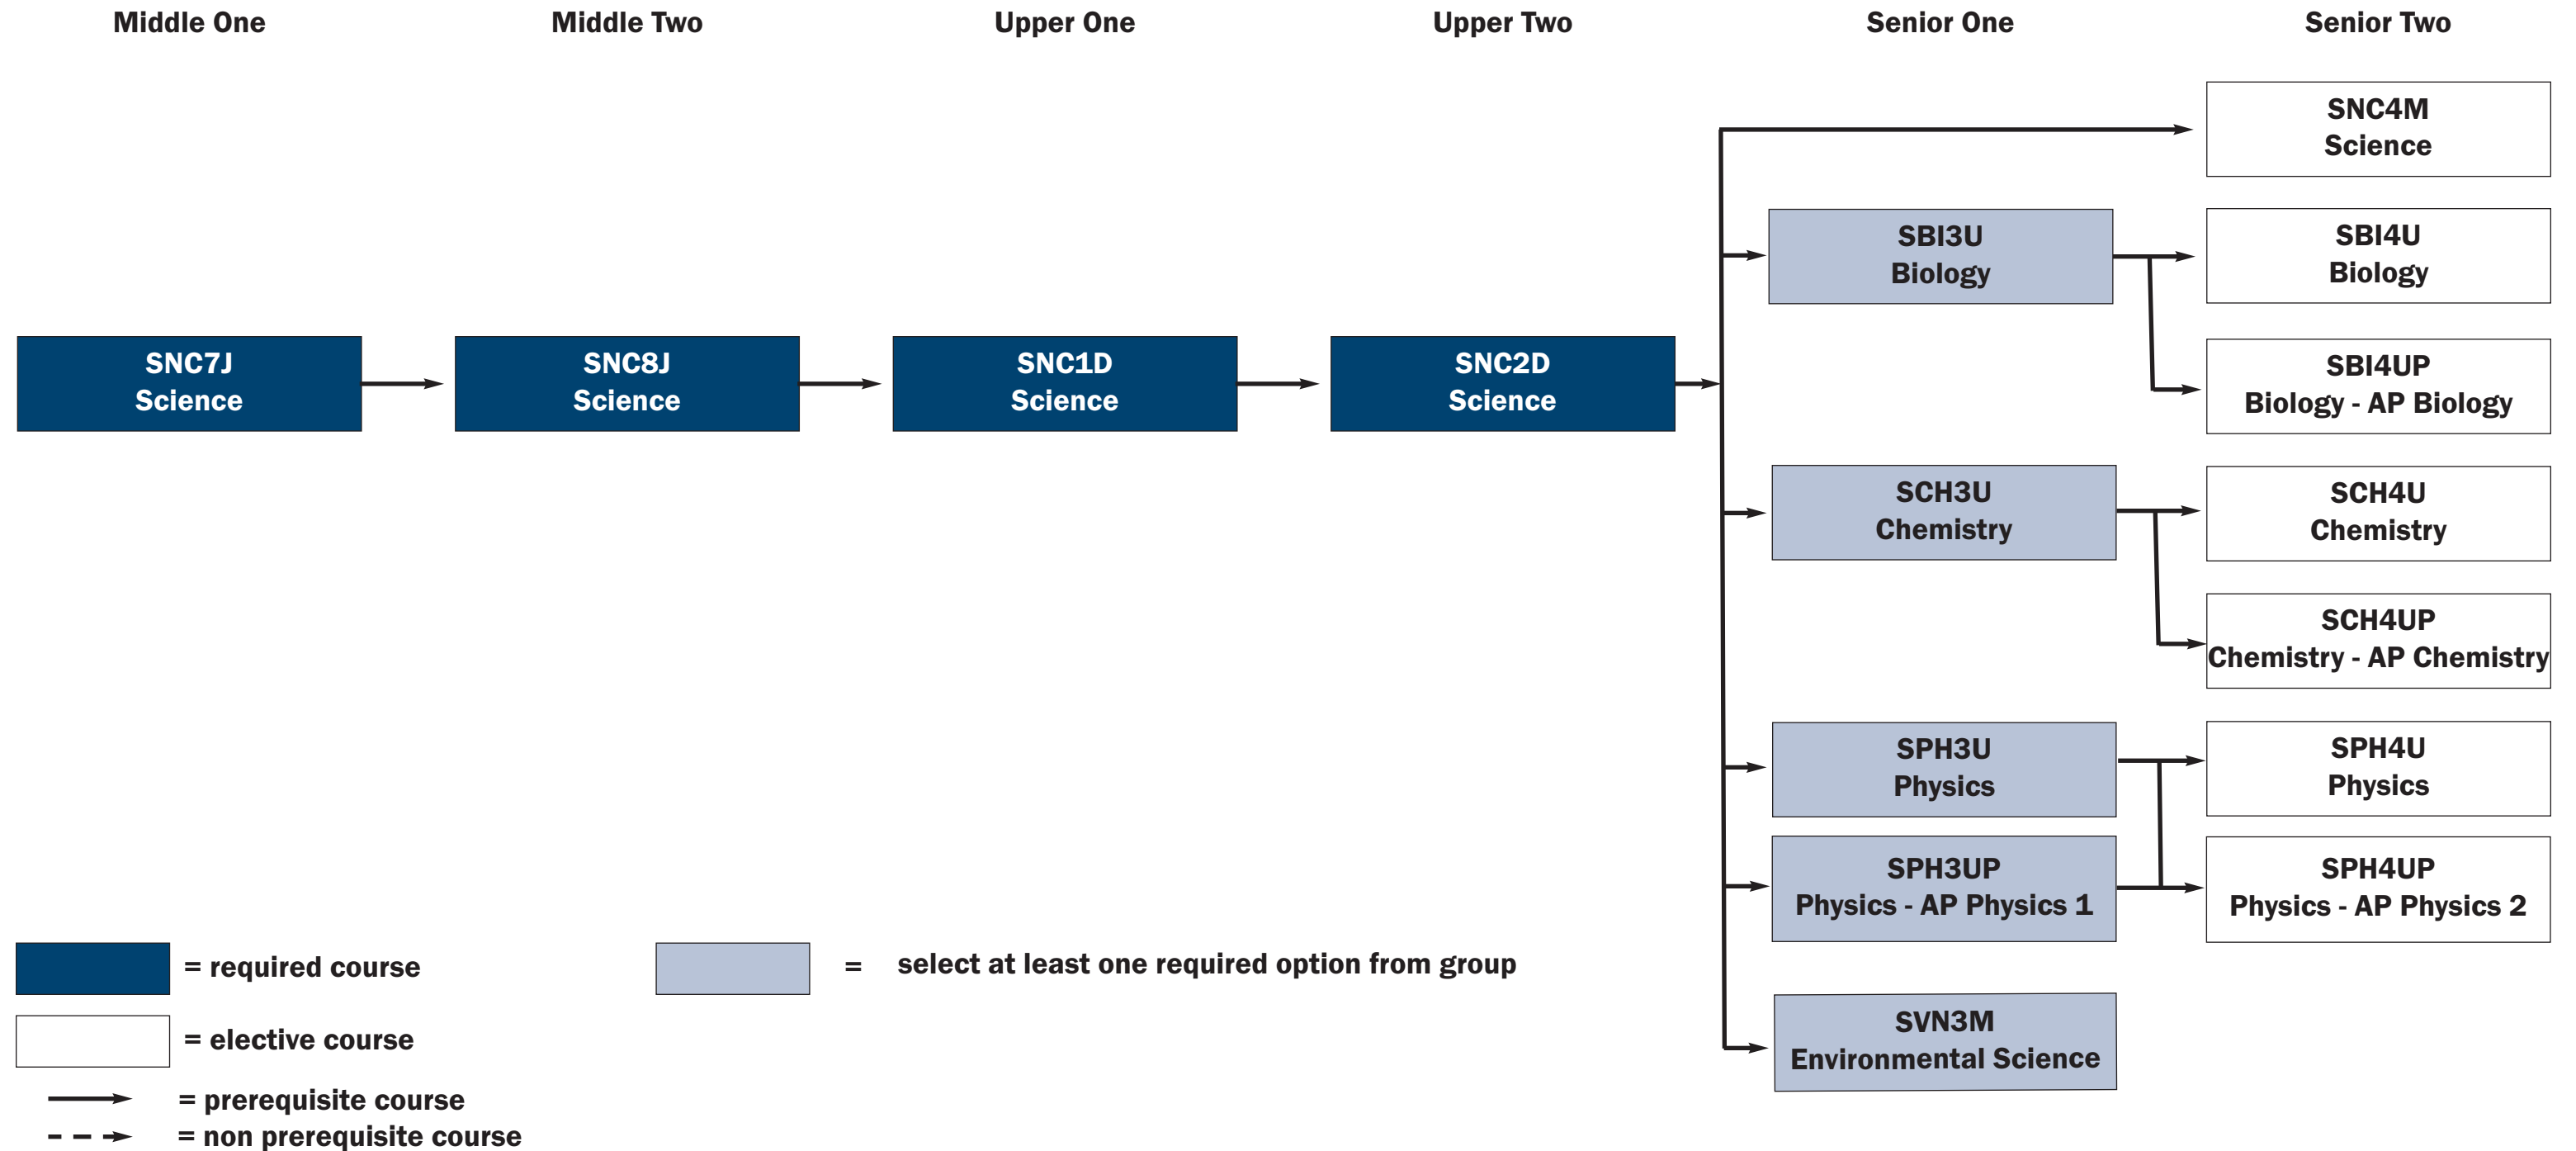 Middle One
Middle Two
Upper One
Upper Two
Senior One
Senior Two
SNC4M
Science
SBI3U
Biology
SBI4U
Biology
SNC7J
Science
SNC8J
Science
SNC1D
Science
SNC2D
Science
SBI4UP
Biology - AP Biology
SCH3U
Chemistry
SCH4U
Chemistry
SCH4UP
Chemistry - AP Chemistry
SPH3U
Physics
SPH4U
Physics
SPH3UP
Physics - AP Physics 1
SPH4UP
Physics - AP Physics 2
SVN3M
Environmental Science
= required course
= select at least one required option from group
= elective course
= prerequisite course
= non prerequisite course